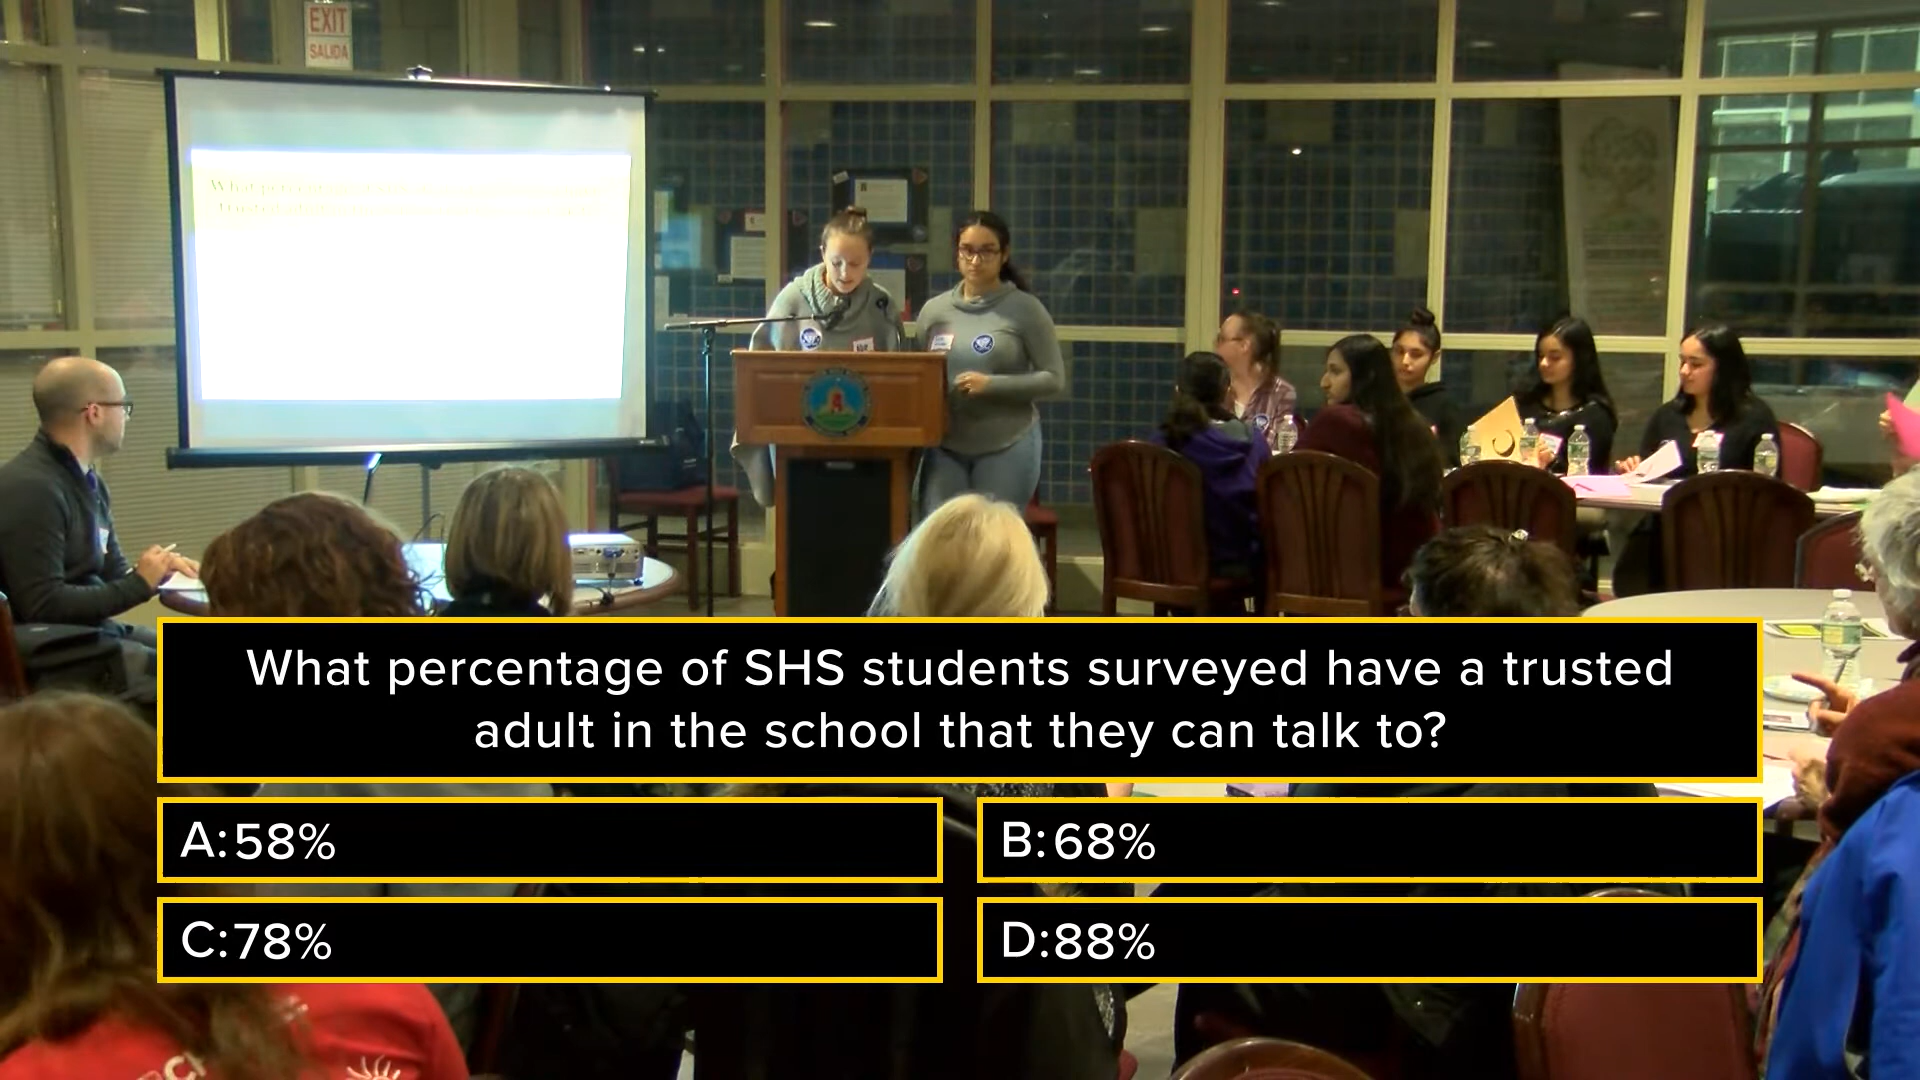 EXIT
SALIDA
What percentage of SHS students surveyed have a trusted
adult in the school that they can talk to?
A:58%
B:68%
C:78%
D:88%